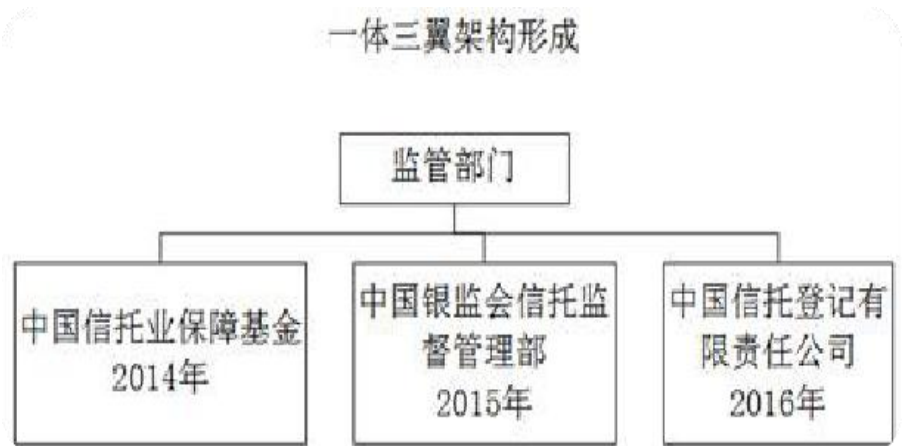 一体三翼架构形成
监管部门
中国信托业保障基金
2014年
中国银监会信托监
督管理部
2015年
中国信托登记有
限责任公司
2016年